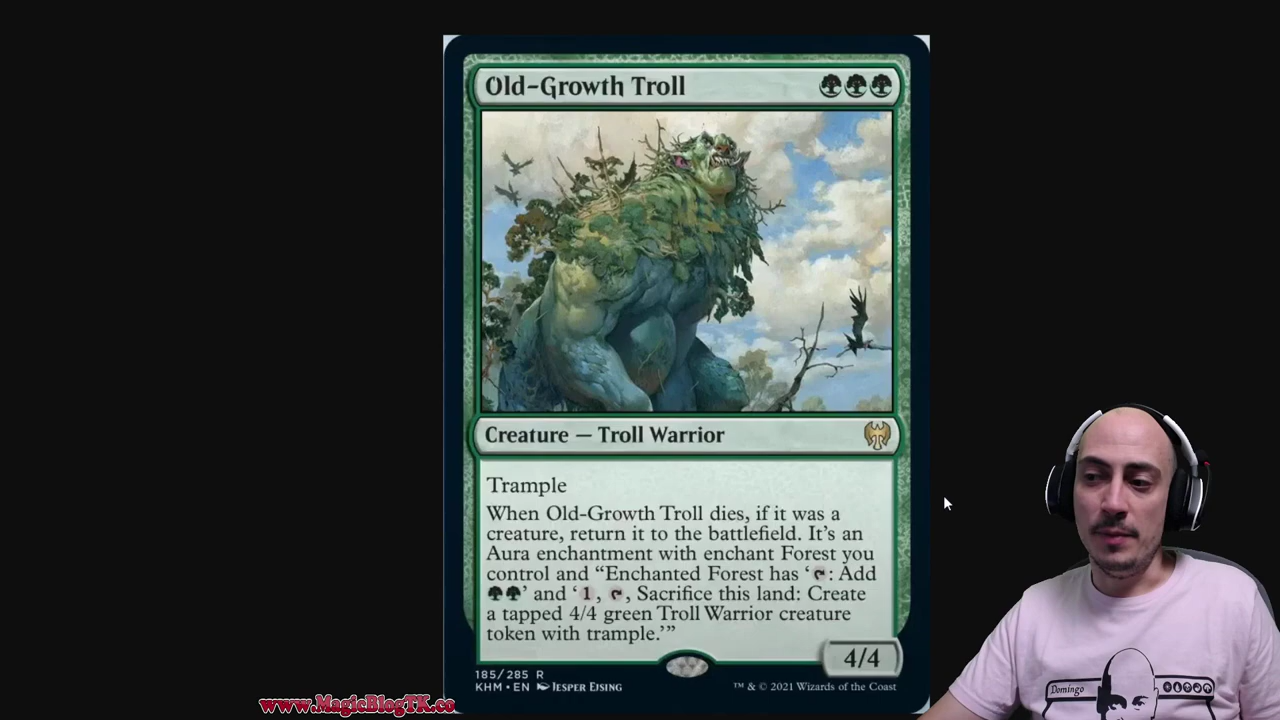 Old-Growth Troll
Creature — Troll Warrior
Trample
When Old-Growth Troll dies, if it was a
creature, return it to the battlefield. It's an
Aura enchantment with enchant Forest you
control and “Enchanted Forest has ‘: Add
’ and ‘1, , Sacrifice this land: Create
a tapped 4/4 green Troll Warrior creature
token with trample.’”
4/4
185/285 R
KHM • EN Jesper Ejsing
™ & © 2021 Wizards of the Coast
www.MagicBlogTK.co
Domingo